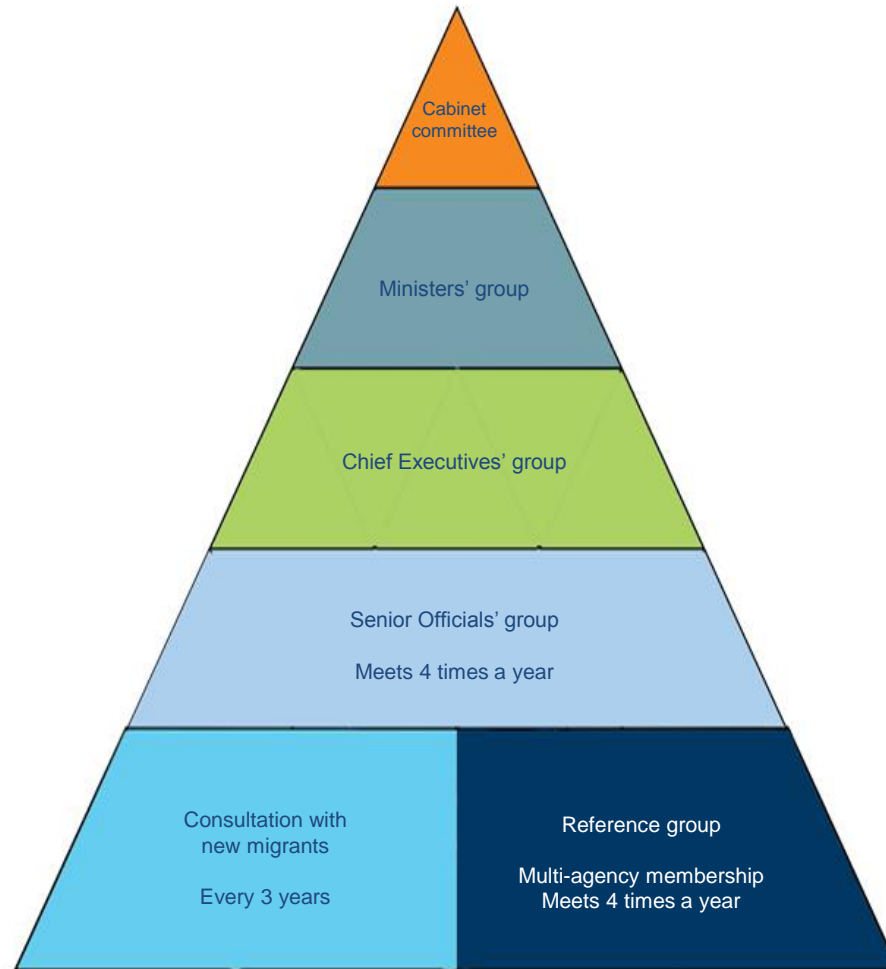 Cabinet
committee
Ministers’ group
Chief Executives’ group
Senior Officials’ group
Meets 4 times a year
Consultation with
new migrants
Every 3 years
Reference group
Multi-agency membership
Meets 4 times a year